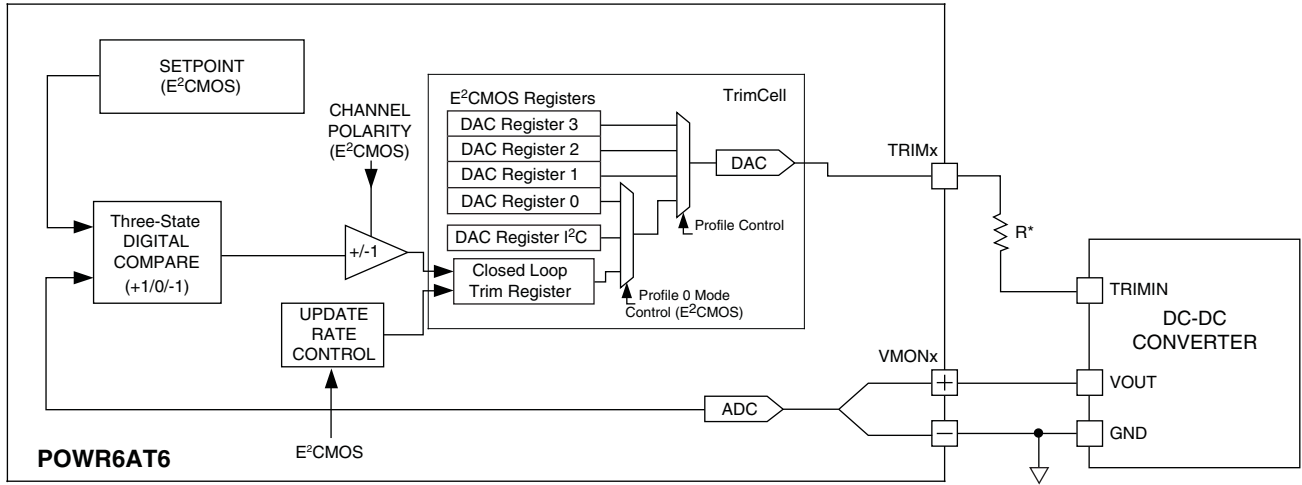 SETPOINT
(E²CMOS)
CHANNEL
POLARITY
(E²CMOS)
E²CMOS Registers
TrimCell
DAC Register 3
DAC Register 2
DAC Register 1
DAC Register 0
DAC Register I²C
Closed Loop
Trim Register
DAC
Profile Control
Profile 0 Mode
Control (E²CMOS)
TRIMx
R*
Three-State
DIGITAL
COMPARE
(+1/0/-1)
+/-1
UPDATE
RATE
CONTROL
E²CMOS
ADC
VMONx
+
–
TRIMIN
DC-DC
CONVERTER
VOUT
GND
POWR6AT6